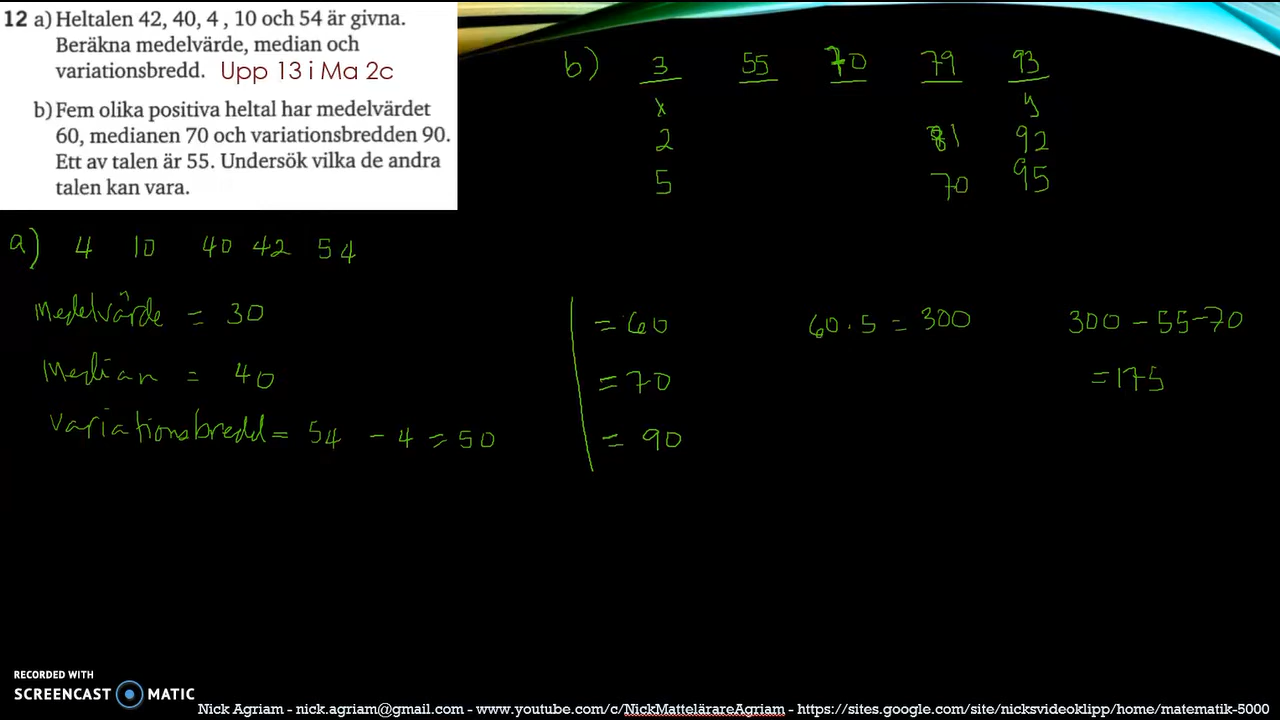 12 a) Heltalen 42, 40, 4 , 10 och 54 är givna.
Beräkna medelvärde, median och
variationsbredd. Upp 13 i Ma 2c
b) Fem olika positiva heltal har medelvärdet
60, medianen 70 och variationsbredden 90.
Ett av talen är 55. Undersök vilka de andra
talen kan vara.
b) 3 55 70 79 93
x y
2 81 92
5 70 95
a) 4 10 40 42 54
Medelvärde = 30
Median = 40
Variationsbredd = 54 - 4 = 50
= 60
= 70
= 90
60 · 5 = 300
300 - 55 - 70
= 175
RECORDED WITH
SCREENCAST MATIC
Nick Agriam - nick.agriam@gmail.com - www.youtube.com/c/NickMattelärareAgriam - https://sites.google.com/site/nicksvideoklipp/home/matematik-5000